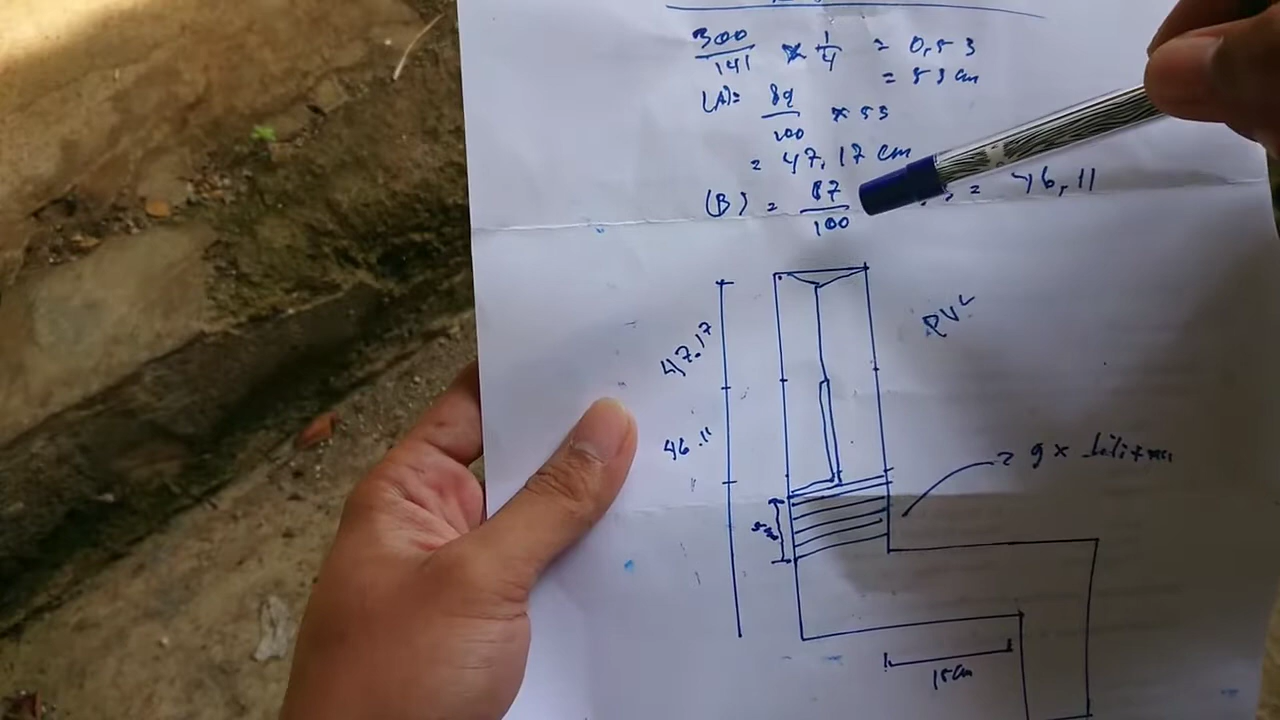 300/141 × 1/4 = 0,53
= 53 cm
(A) = 89/100 × 53
= 47,17 cm
(B) = 87/100 = 46,11
47.17
PVC
46.11
= 9 × lilitan
15cm